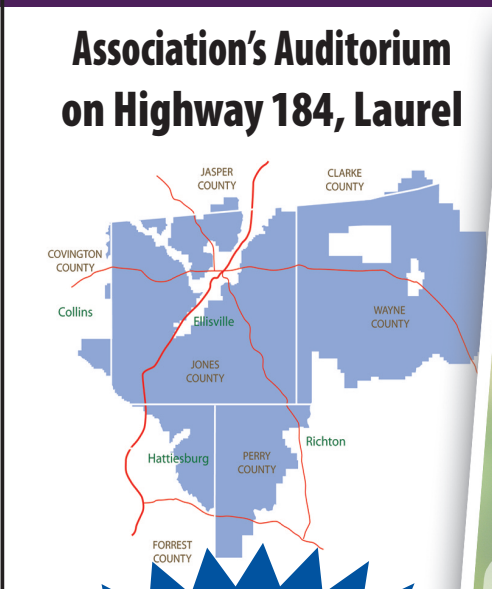 Association's Auditorium
on Highway 184, Laurel
JASPER
COUNTY
CLARKE
COUNTY
COVINGTON
COUNTY
Collins
Ellisville
WAYNE
COUNTY
JONES
COUNTY
Richton
Hattiesburg
PERRY
COUNTY
FORREST
COUNTY